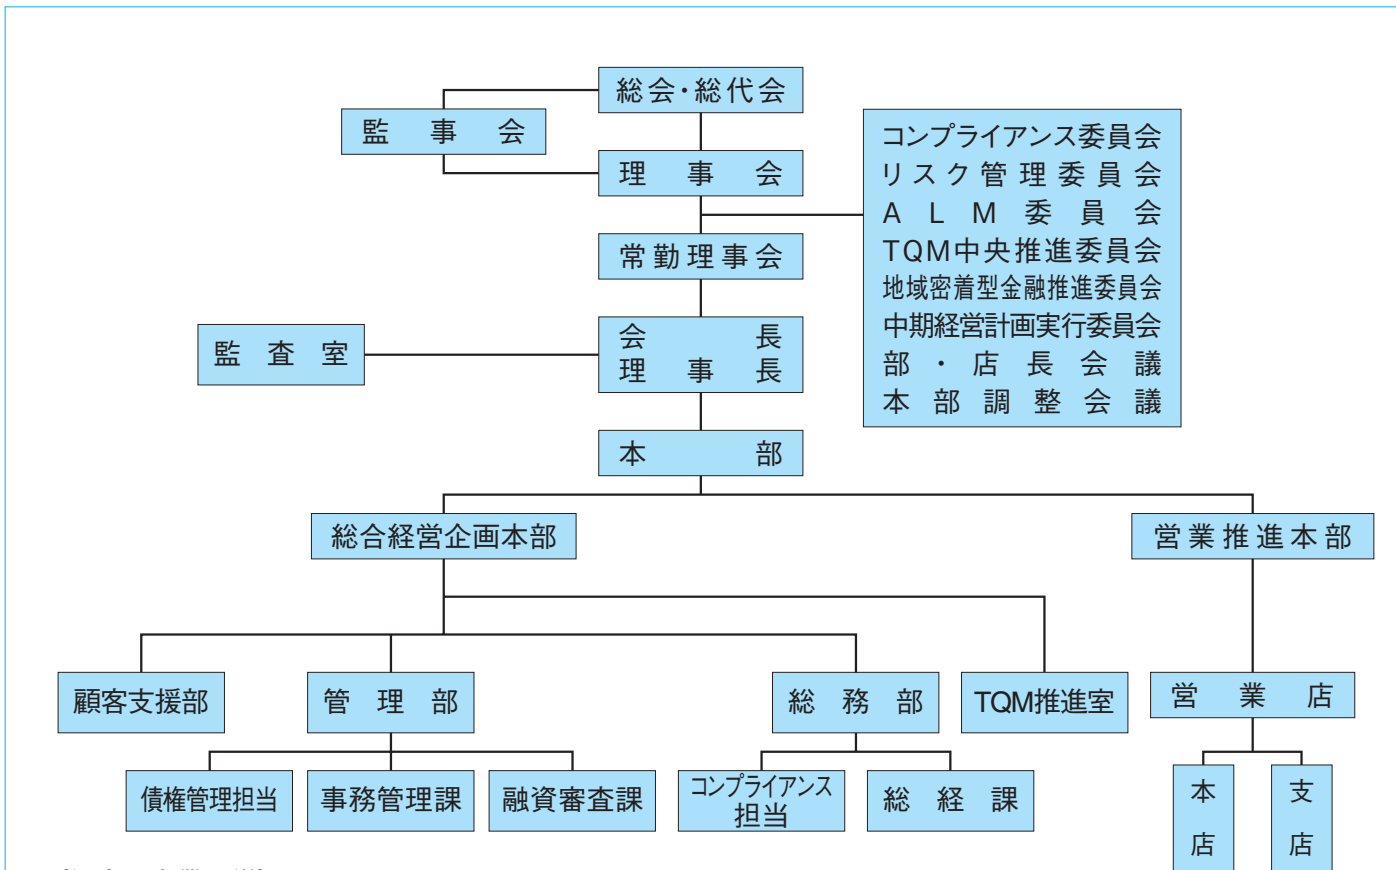 総会・総代会
監事会
理事会
コンプライアンス委員会
リスク管理委員会
ALM委員会
TQM中央推進委員会
地域密着型金融推進委員会
中期経営計画実行委員会
部・店長会議
本部調整会議
常勤理事会
監査室
会長
理事長
本部
総合経営企画本部
営業推進本部
顧客支援部
管理部
総務部
TQM推進室
営業店
債権管理担当
事務管理課
融資審査課
コンプライアンス
担当
総経課
本店
支店